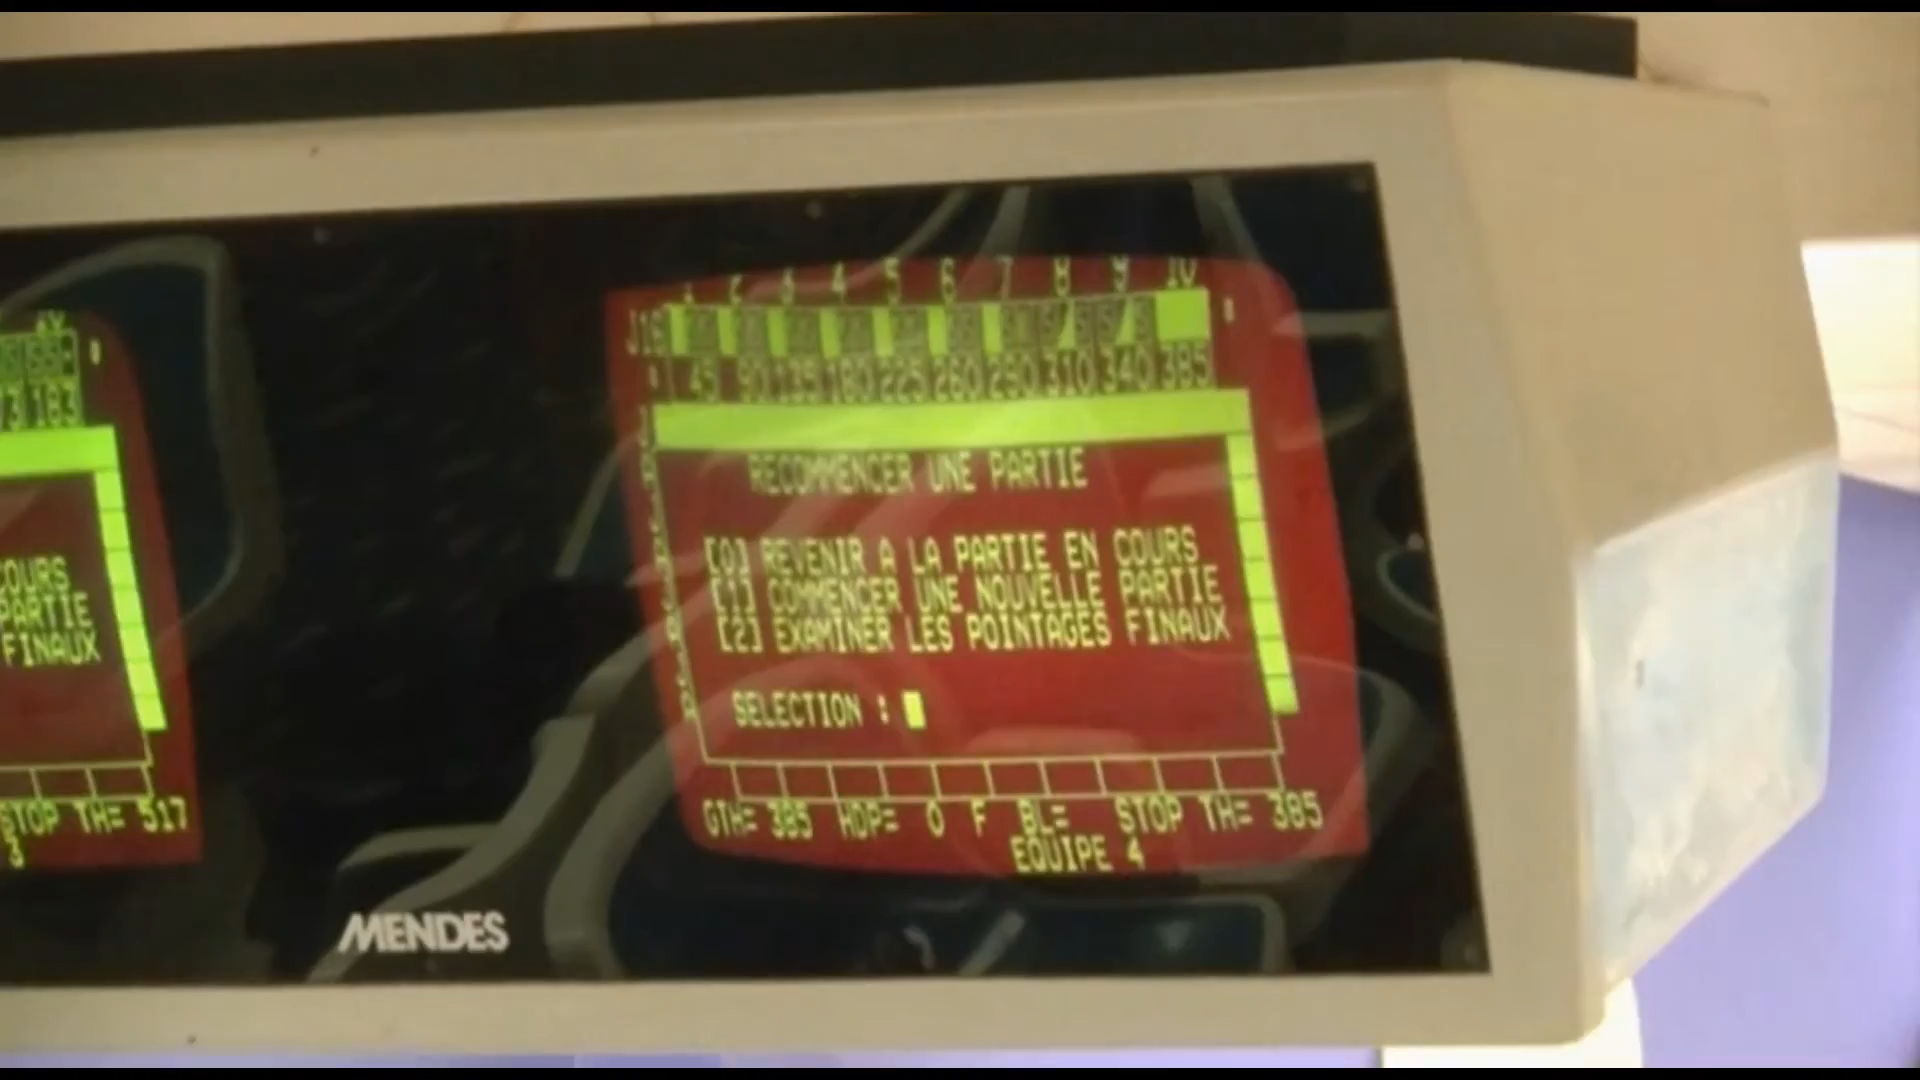 73 183
COURS
PARTIE
FINAUX
STOP TH= 517
3
1 2 3 4 5 6 7 8 9 10
45 90 135 180 225 260 290 310 340 385
RECOMMENCER UNE PARTIE
[0] REVENIR A LA PARTIE EN COURS
[1] COMMENCER UNE NOUVELLE PARTIE
[2] EXAMINER LES POINTAGES FINAUX
SELECTION :
GTH= 385 HDP= 0 F BL= STOP TH= 385
EQUIPE 4
MENDES